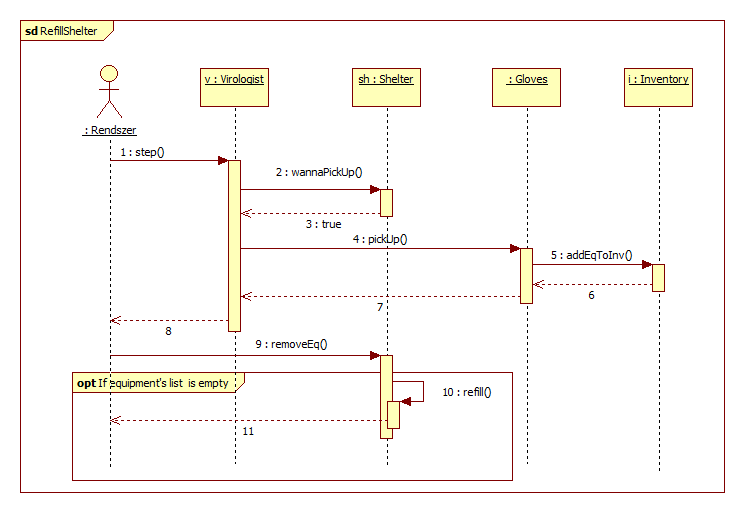 sd RefillShelter
v : Virologist
sh : Shelter
: Gloves
i : Inventory
: Rendszer
1 : step()
2 : wannaPickUp()
3 : true
4 : pickUp()
5 : addEqToInv()
6
7
8
9 : removeEq()
opt If equipment's list is empty
10 : refill()
11